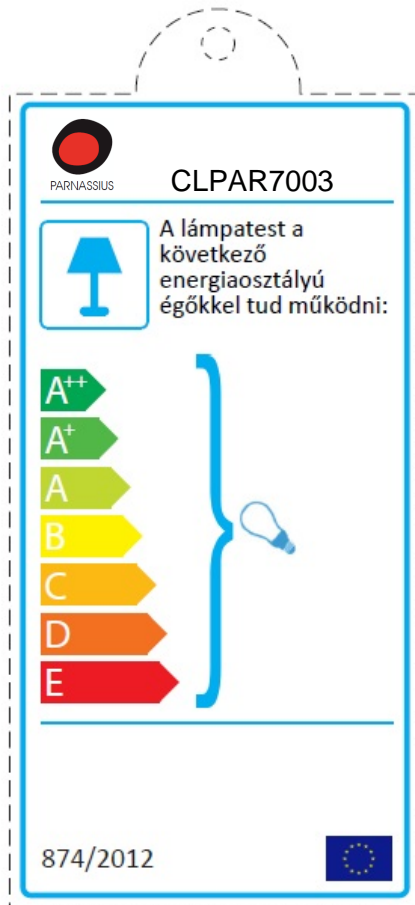 PARNASSIUS
CLPAR7003
A lámpatest a
következő
energiaosztályú
égőkkel tud működni:
A++
A+
A
B
C
D
E
874/2012